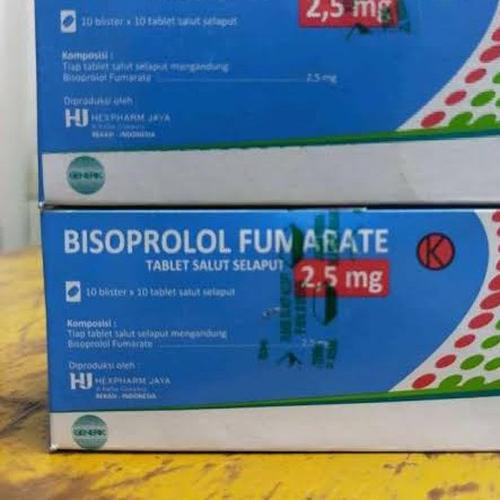 2,5 mg
10 blister x 10 tablet salut selaput
Komposisi :
Tiap tablet salut selaput mengandung
Bisoprolol Fumarate 2,5 mg
Diproduksi oleh
HJ HEXPHARM JAYA
BEKASI - INDONESIA
GENERIK
BISOPROLOL FUMARATE
TABLET SALUT SELAPUT
2,5 mg
K
10 blister x 10 tablet salut selaput
Komposisi :
Tiap tablet salut selaput mengandung
Bisoprolol Fumarate 2,5
Diproduksi oleh :
HJ HEXPHARM JAYA
BEKASI - INDONESIA
GENERIK